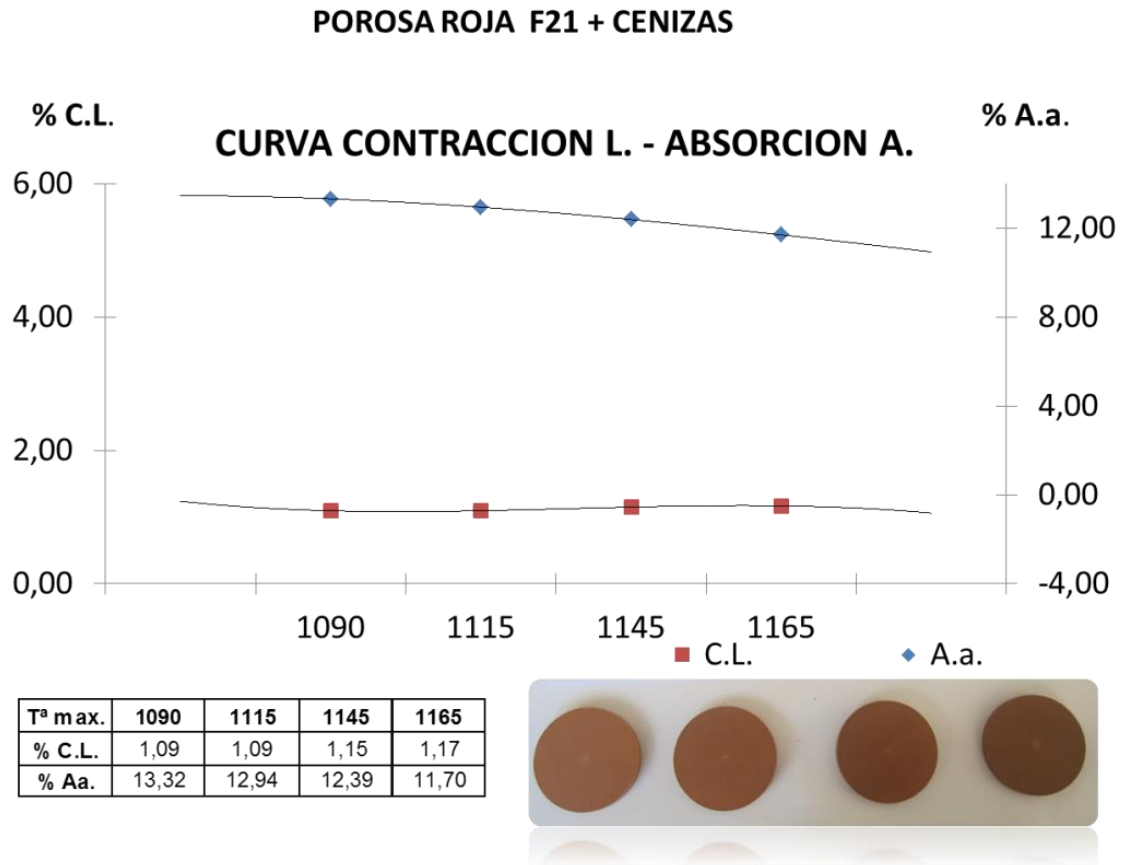 POROSA ROJA F21 + CENIZAS
% C.L.
% A.a.
CURVA CONTRACCION L. - ABSORCION A.
6,00
4,00
2,00
0,00
12,00
8,00
4,00
0,00
-4,00
1090 1115 1145 1165
C.L. A.a.
Tª max. 1090 1115 1145 1165
% C.L. 1,09 1,09 1,15 1,17
% Aa. 13,32 12,94 12,39 11,70